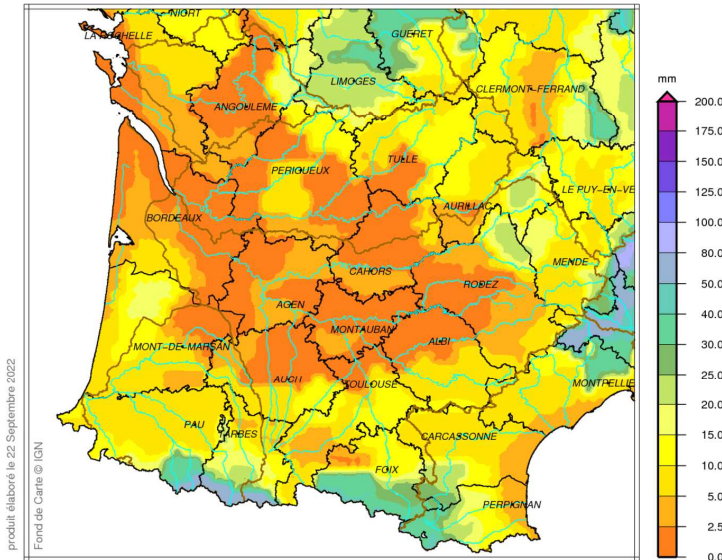 NIORT
LA ROCHELLE
GUERET
LIMOGES
CLERMONT-FERRAND
ANGOULEME
TULLE
PERIGUEUX
LE PUY-EN-VE
AURILLAC
BORDEAUX
MENDE
CAHORS
RODEZ
AGEN
MONTAUBAN
ALBI
MONT-DE-MARSAN
AUCH
TOULOUSE
MONTPELLIE
PAU
TARBES
CARCASSONNE
FOIX
PERPIGNAN
mm
200.0
175.0
150.0
125.0
100.0
50.0
40.0
30.0
25.0
20.0
15.0
10.0
5.0
2.5
0.0
produit élaboré le 22 Septembre 2022
Fond de Carte © IGN